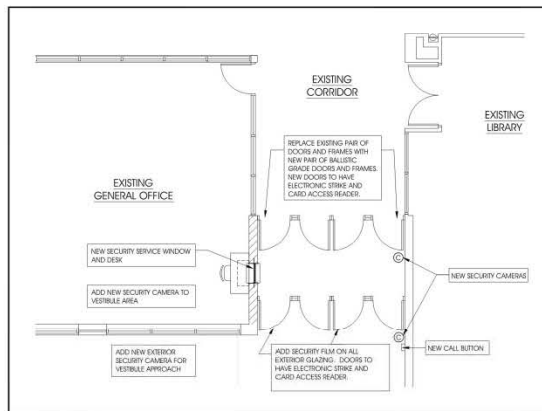 EXISTING
CORRIDOR
EXISTING
LIBRARY
REPLACE EXISTING PAIR OF
DOORS AND FRAMES WITH
NEW PAIR OF BALLISTIC
GRADE DOORS AND FRAMES.
NEW DOORS TO HAVE
ELECTRONIC STRIKE AND
CARD ACCESS READER.
EXISTING
GENERAL OFFICE
NEW SECURITY SERVICE WINDOW
AND DESK
NEW SECURITY CAMERAS
ADD NEW SECURITY CAMERA TO
VESTIBULE AREA
ADD NEW EXTERIOR
SECURITY CAMERA FOR
VESTIBULE APPROACH
ADD SECURITY FILM ON ALL
EXTERIOR GLAZING. DOORS TO
HAVE ELECTRONIC STRIKE AND
CARD ACCESS READER.
NEW CALL BUTTON
C
C